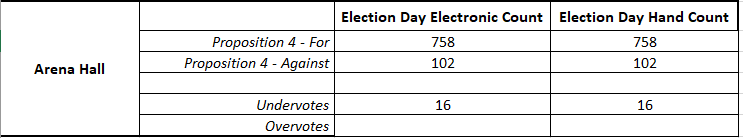 Election Day Electronic Count Election Day Hand Count
Proposition 4 - For 758 758
Arena Hall
Proposition 4 - Against 102 102
Undervotes 16 16
Overvotes